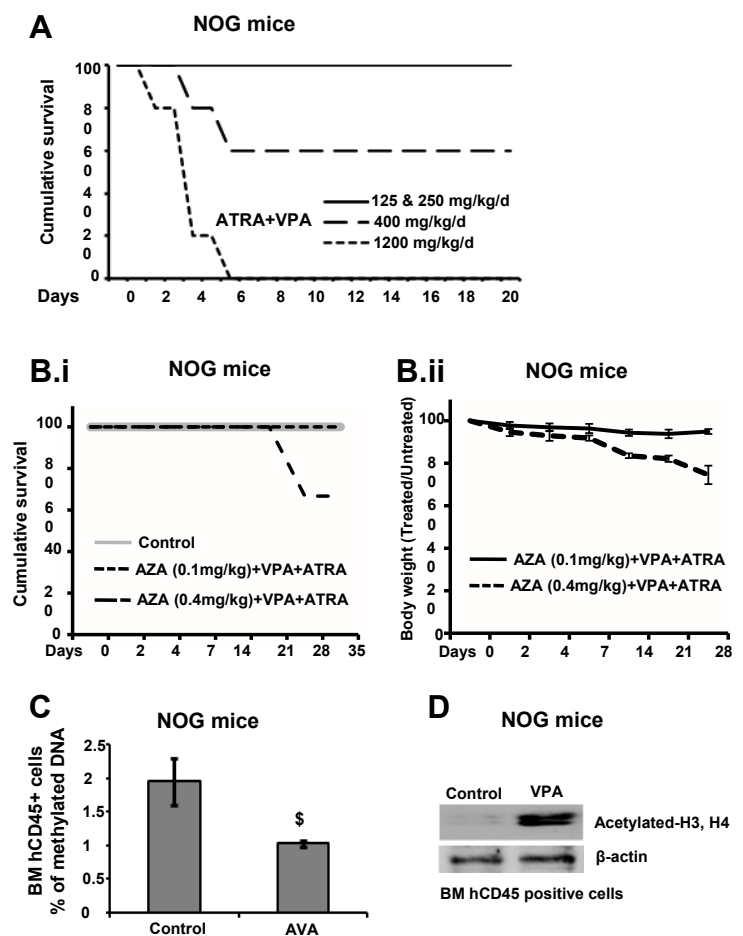 A
NOG mice
Cumulative survival
100
8
0
6
0
4
0
2
0
0
ATRA+VPA
125 & 250 mg/kg/d
400 mg/kg/d
1200 mg/kg/d
Days 0 2 4 6 8 10 12 14 16 18 20
B.i
NOG mice
Cumulative survival
100
8
0
6
0
40
2
0
0
Control
AZA (0.1mg/kg)+VPA+ATRA
AZA (0.4mg/kg)+VPA+ATRA
Days 0 2 4 7 14 21 28 35
B.ii
NOG mice
Body weight (Treated/Untreated)
100
8
0
6
0
4
0
2
0
0
AZA (0.1mg/kg)+VPA+ATRA
AZA (0.4mg/kg)+VPA+ATRA
Days 0 2 4 7 14 21 28
C
NOG mice
BM hCD45+ cells
% of methylated DNA
2.5
2
1.5
1
0.5
0
$
Control AVA
D
NOG mice
Control VPA
Acetylated-H3, H4
β-actin
BM hCD45 positive cells